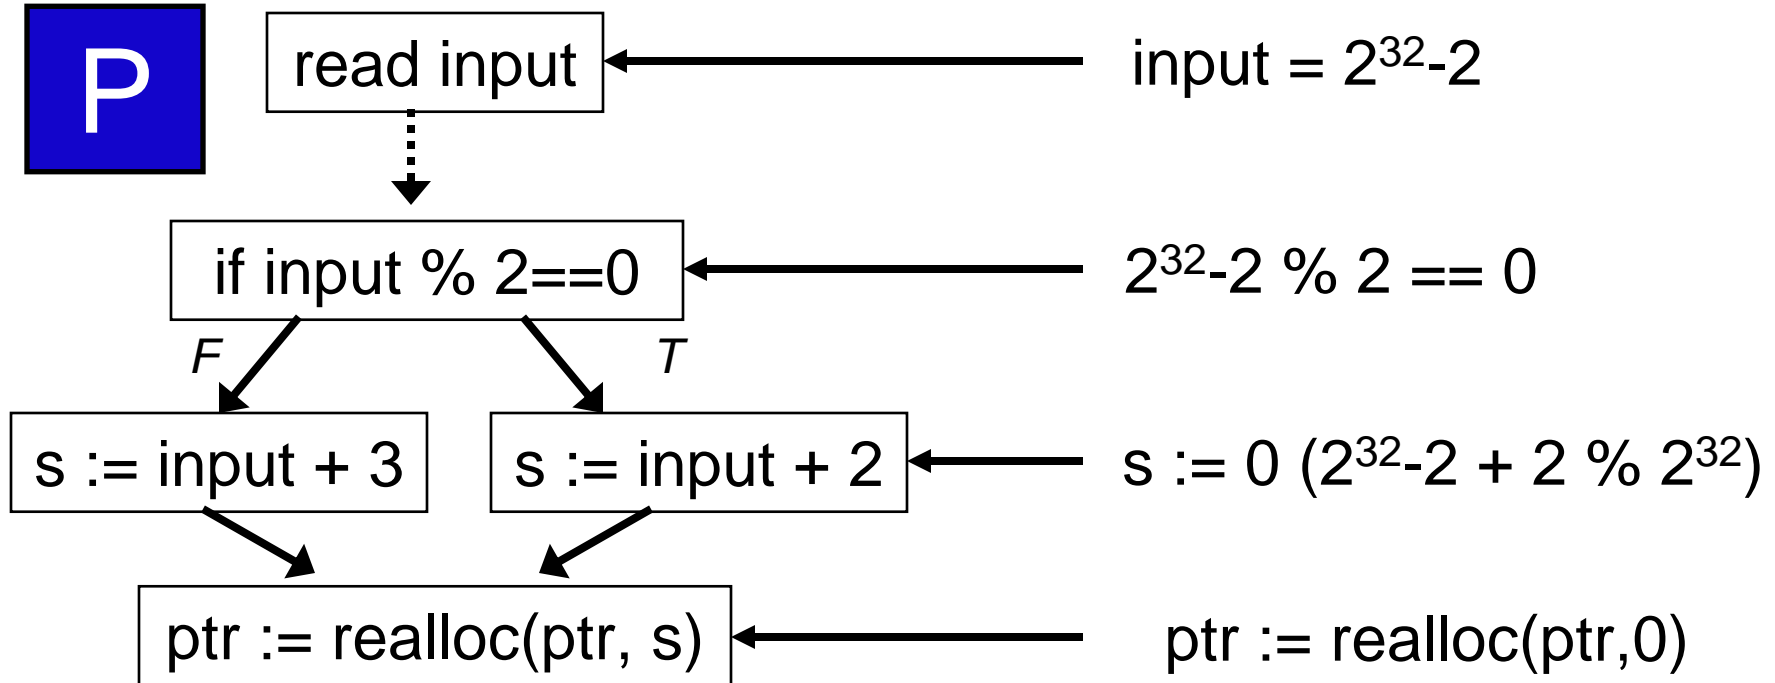 P
read input
input = 2³²-2
if input % 2==0
2³²-2 % 2 == 0
F
T
s := input + 3
s := input + 2
s := 0 (2³²-2 + 2 % 2³²)
ptr := realloc(ptr, s)
ptr := realloc(ptr,0)